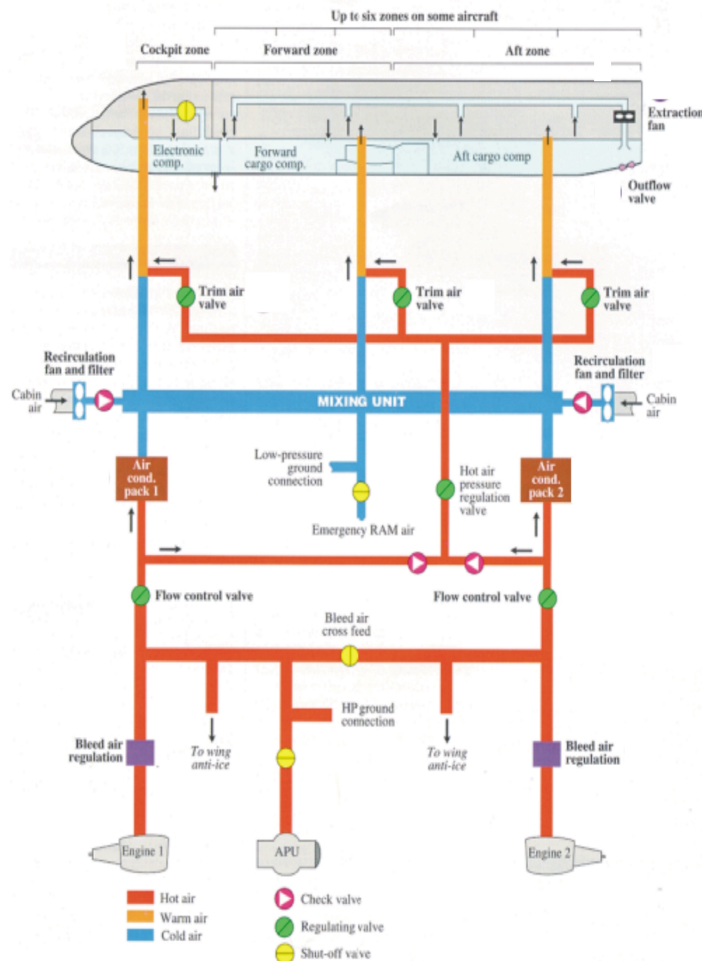 Up to six zones on some aircraft
Cockpit zone
Forward zone
Aft zone
Extraction
fan
Electronic
comp.
Forward
cargo comp.
Aft cargo comp
Outflow
valve
Trim air
valve
Trim air
valve
Trim air
valve
Recirculation
fan and filter
Recirculation
fan and filter
Cabin
air
MIXING UNIT
Cabin
air
Air
cond.
pack 1
Low-pressure
ground
connection
Hot air
pressure
regulation
valve
Air
cond.
pack 2
Emergency RAM air
Flow control valve
Flow control valve
Bleed air
cross feed
HP ground
connection
Bleed air
regulation
To wing
anti-ice
To wing
anti-ice
Bleed air
regulation
Engine 1
APU
Engine 2
Hot air
Warm air
Cold air
Check valve
Regulating valve
Shut-off valve